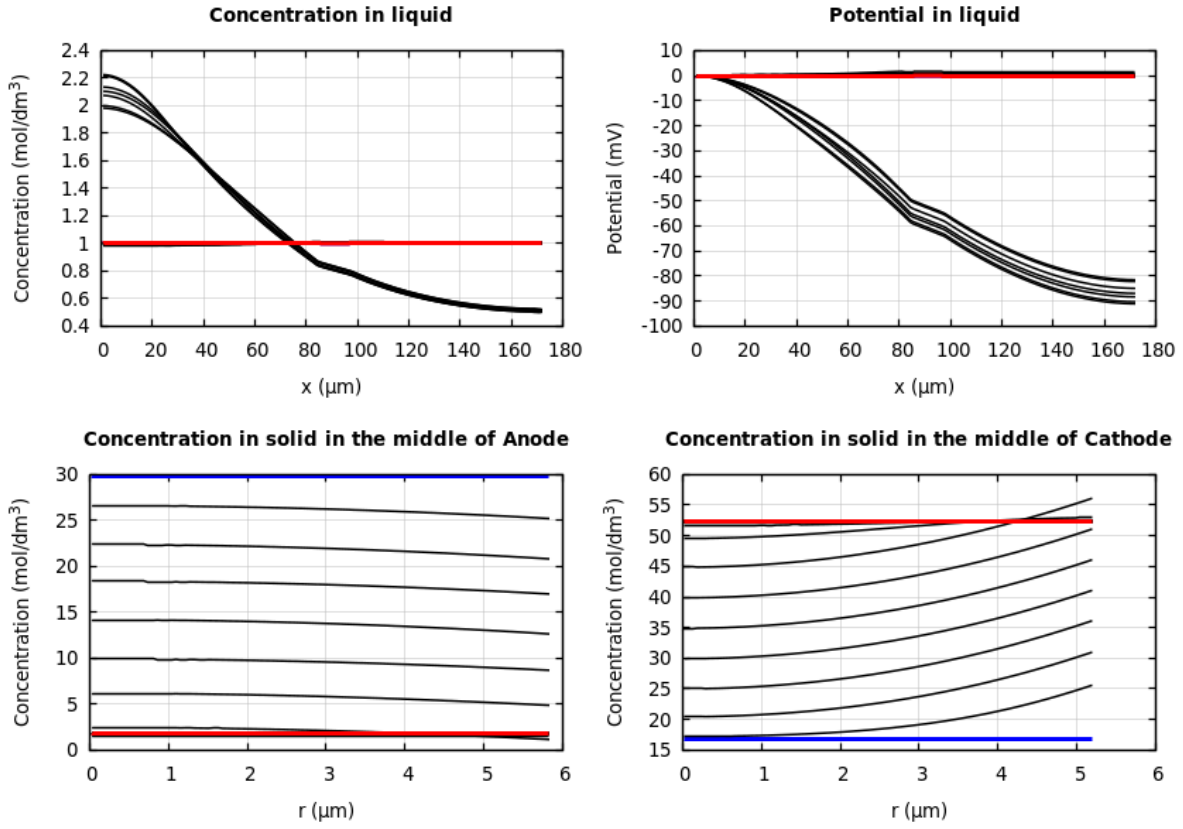 Concentration in liquid
Concentration (mol/dm³)
2.4
2.2
2
1.8
1.6
1.4
1.2
1
0.8
0.6
0.4
0 20 40 60 80 100 120 140 160 180
x (μm)
Potential in liquid
Potential (mV)
10
0
-10
-20
-30
-40
-50
-60
-70
-80
-90
-100
0 20 40 60 80 100 120 140 160 180
x (μm)
Concentration in solid in the middle of Anode
Concentration (mol/dm³)
30
25
20
15
10
5
0
0 1 2 3 4 5 6
r (μm)
Concentration in solid in the middle of Cathode
Concentration (mol/dm³)
60
55
50
45
40
35
30
25
20
15
0 1 2 3 4 5 6
r (μm)